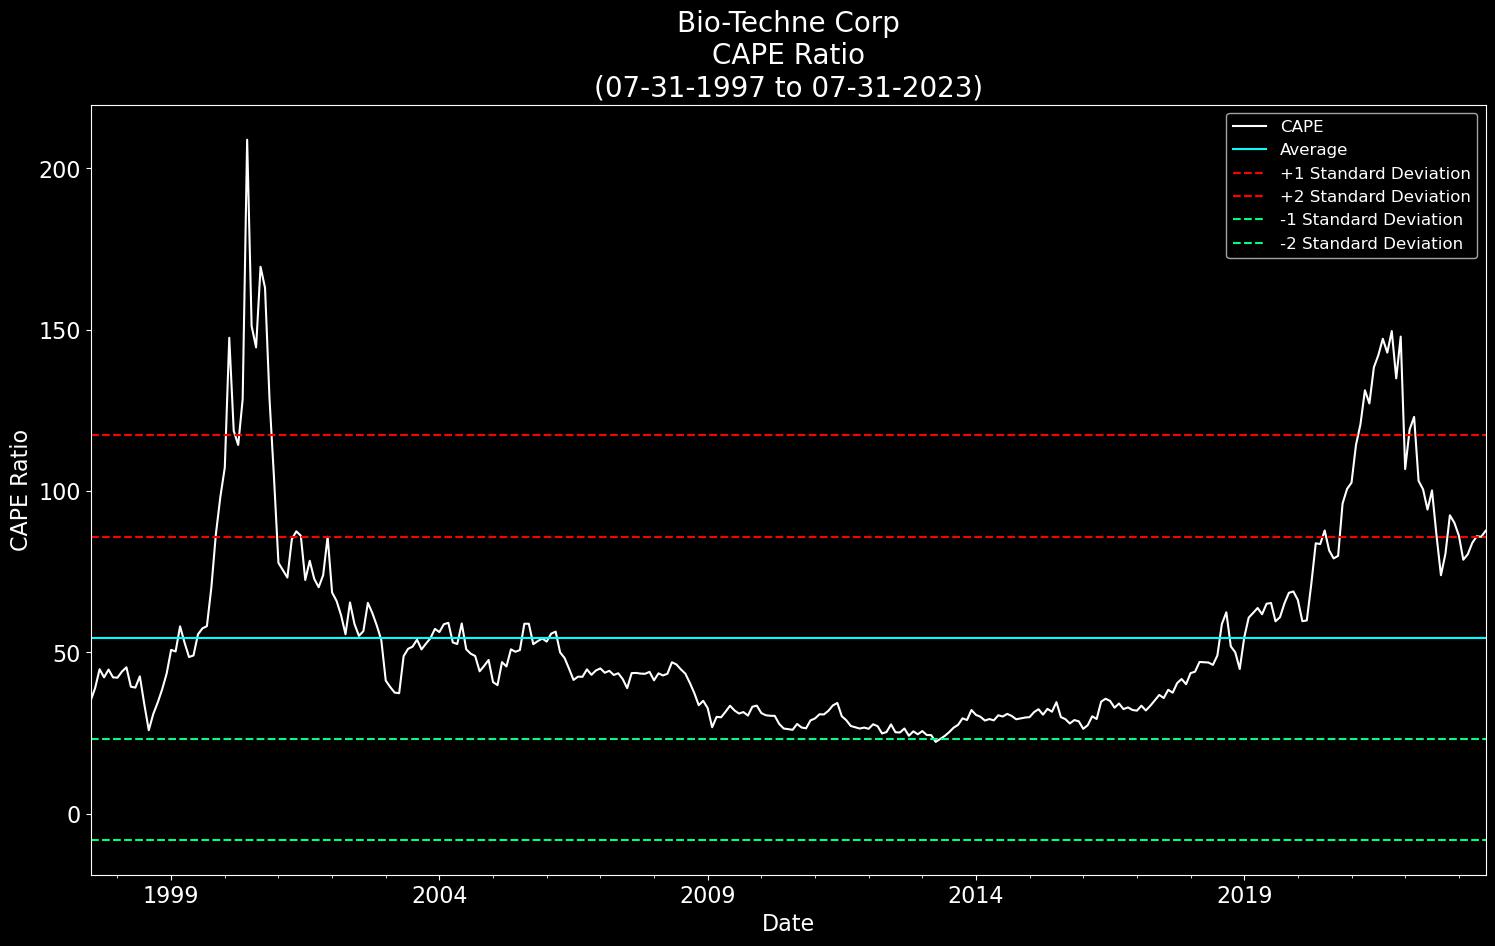 Bio-Techne Corp
CAPE Ratio
(07-31-1997 to 07-31-2023)
CAPE
Average
+1 Standard Deviation
+2 Standard Deviation
-1 Standard Deviation
-2 Standard Deviation
CAPE Ratio
200
150
100
50
0
1999
2004
2009
2014
2019
Date